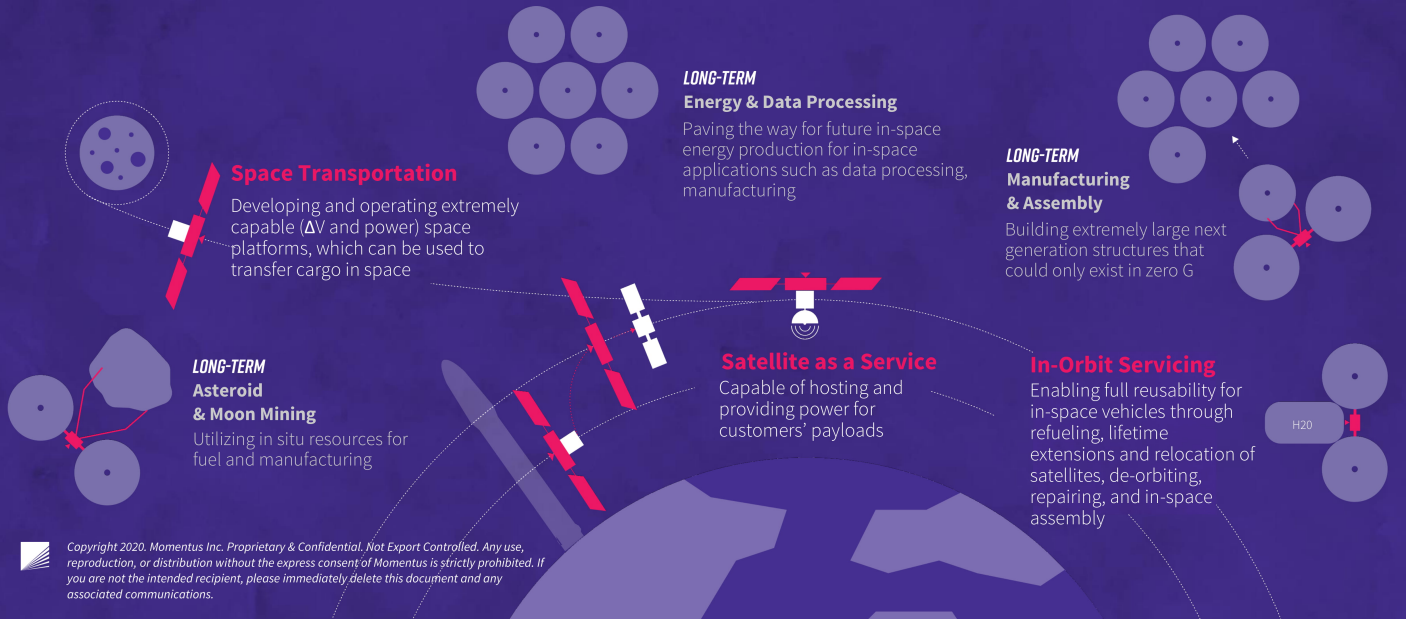 LONG-TERM
Energy & Data Processing
Paving the way for future in-space
energy production for in-space
applications such as data processing,
manufacturing
LONG-TERM
Manufacturing
& Assembly
Building extremely large next
generation structures that
could only exist in zero G
Space Transportation
Developing and operating extremely
capable (ΔV and power) space
platforms, which can be used to
transfer cargo in space
LONG-TERM
Asteroid
& Moon Mining
Utilizing in situ resources for
fuel and manufacturing
Satellite as a Service
Capable of hosting and
providing power for
customers’ payloads
In-Orbit Servicing
Enabling full reusability for
in-space vehicles through
refueling, lifetime
extensions and relocation of
satellites, de-orbiting,
repairing, and in-space
assembly
H20
Copyright 2020. Momentus Inc. Proprietary & Confidential. Not Export Controlled. Any use,
reproduction, or distribution without the express consent of Momentus is strictly prohibited. If
you are not the intended recipient, please immediately delete this document and any
associated communications.